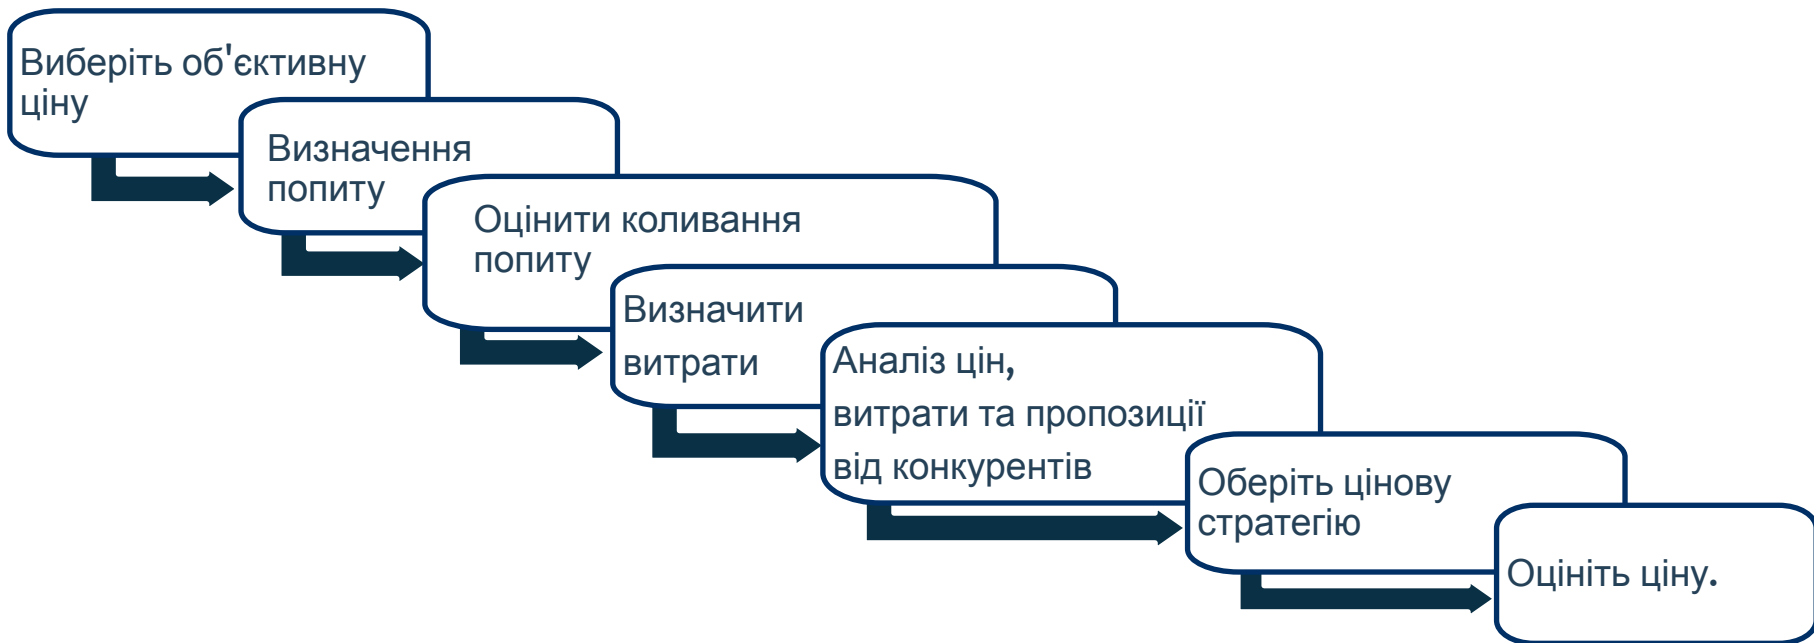 Виберіть об'єктивну
ціну
Визначення
попиту
Оцінити коливання
попиту
Визначити
витрати
Аналіз цін,
витрати та пропозиції
від конкурентів
Оберіть цінову
стратегію
Оцініть ціну.